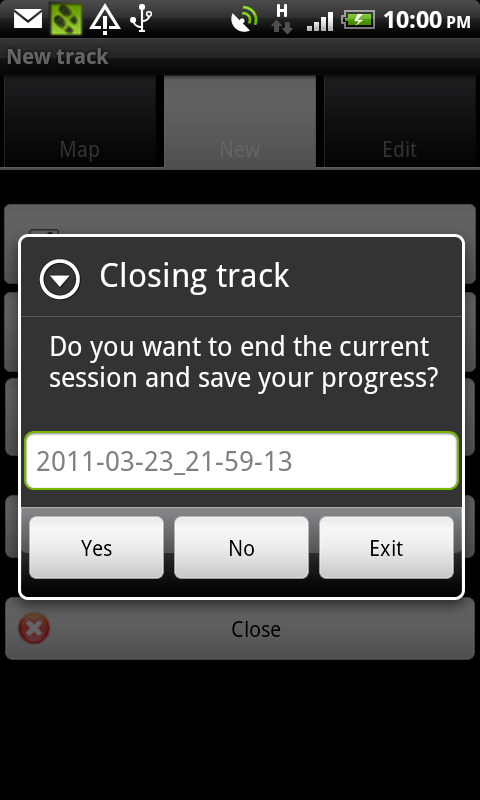 H
10:00 PM
New track
Map
New
Edit
Closing track
Do you want to end the current
session and save your progress?
2011-03-23_21-59-13
Yes
No
Exit
Close